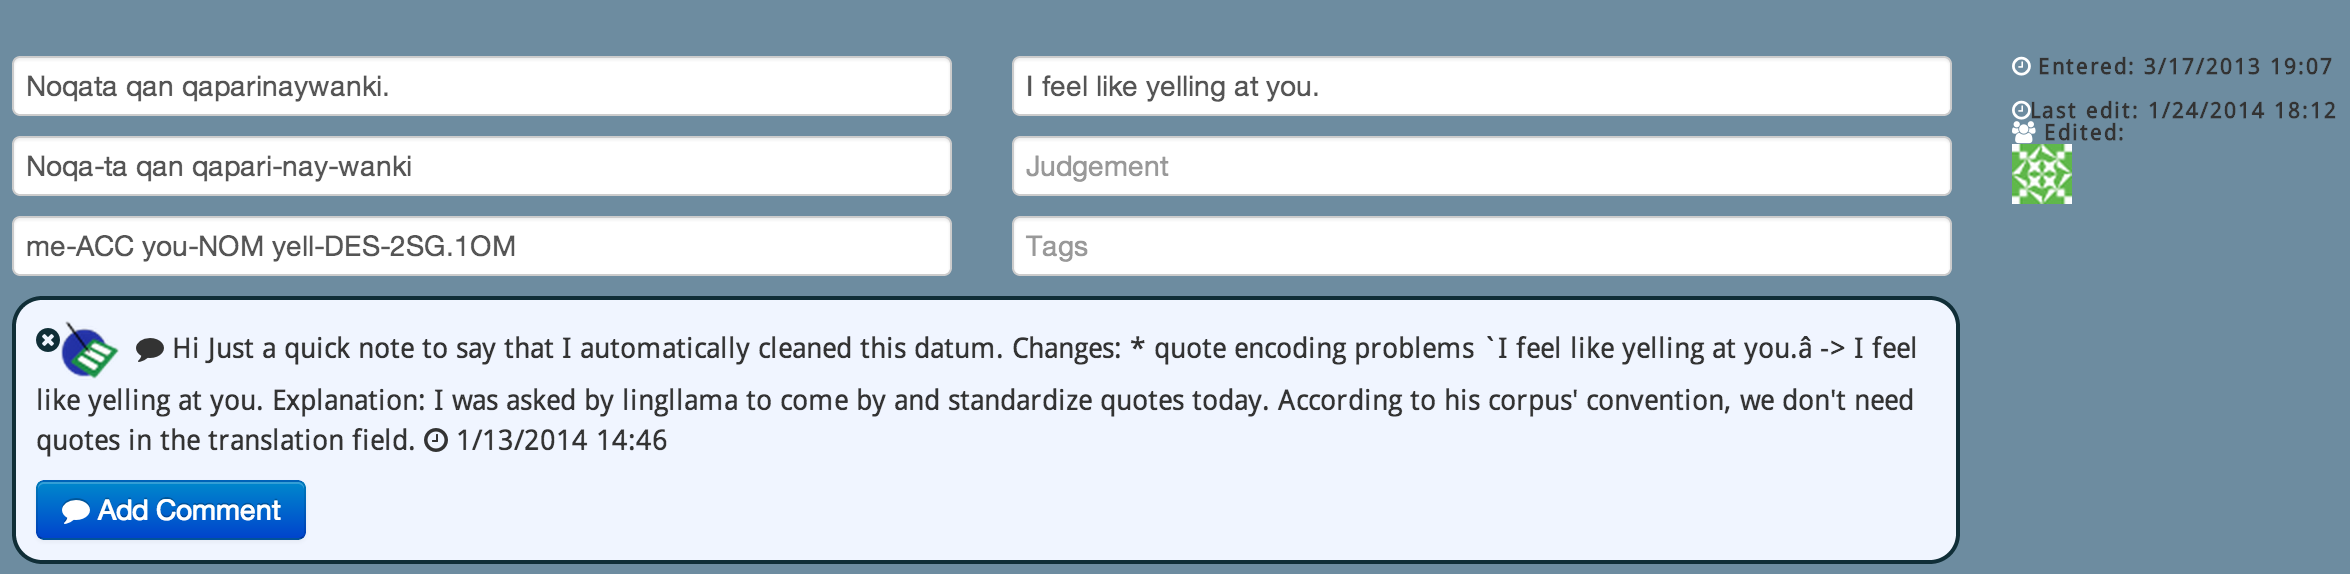 Noqata qan qaparinaywanki.
I feel like yelling at you.
Entered: 3/17/2013 19:07
Last edit: 1/24/2014 18:12
Edited:
Noqa-ta qan qapari-nay-wanki
Judgement
me-ACC you-NOM yell-DES-2SG.1OM
Tags
Hi Just a quick note to say that I automatically cleaned this datum. Changes: * quote encoding problems `I feel like yelling at you.â -> I feel
like yelling at you. Explanation: I was asked by lingllama to come by and standardize quotes today. According to his corpus' convention, we don't need
quotes in the translation field. 1/13/2014 14:46
Add Comment